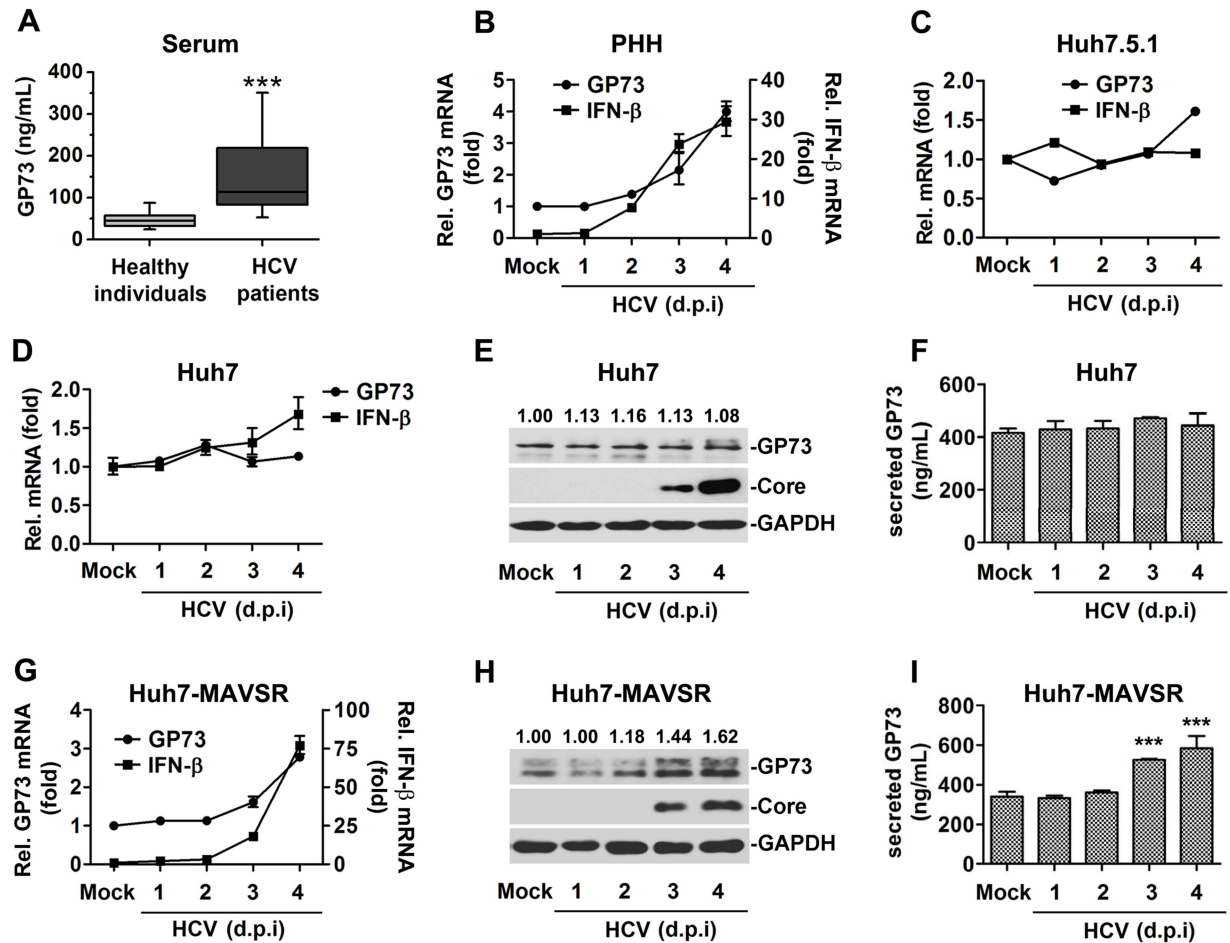 A
Serum
GP73 (ng/mL)
400
300
200
100
0
***
Healthy
individuals
HCV
patients
B
PHH
Rel. GP73 mRNA
(fold)
5
4
3
2
1
0
GP73
IFN-β
40
30
20
10
0
Rel. IFN-β mRNA
(fold)
Mock 1 2 3 4
HCV (d.p.i)
C
Huh7.5.1
Rel. mRNA (fold)
2.0
1.5
1.0
0.5
0.0
GP73
IFN-β
Mock 1 2 3 4
HCV (d.p.i)
D
Huh7
Rel. mRNA (fold)
2.0
1.5
1.0
0.5
0.0
GP73
IFN-β
Mock 1 2 3 4
HCV (d.p.i)
E
Huh7
1.00 1.13 1.16 1.13 1.08
-GP73
-Core
-GAPDH
Mock 1 2 3 4
HCV (d.p.i)
F
Huh7
secreted GP73
(ng/mL)
600
400
200
0
Mock 1 2 3 4
HCV (d.p.i)
G
Huh7-MAVSR
Rel. GP73 mRNA
(fold)
4
3
2
1
0
GP73
IFN-β
100
75
50
25
0
Rel. IFN-β mRNA
(fold)
Mock 1 2 3 4
HCV (d.p.i)
H
Huh7-MAVSR
1.00 1.00 1.18 1.44 1.62
-GP73
-Core
-GAPDH
Mock 1 2 3 4
HCV (d.p.i)
I
Huh7-MAVSR
secreted GP73
(ng/mL)
800
600
400
200
0
***
***
Mock 1 2 3 4
HCV (d.p.i)